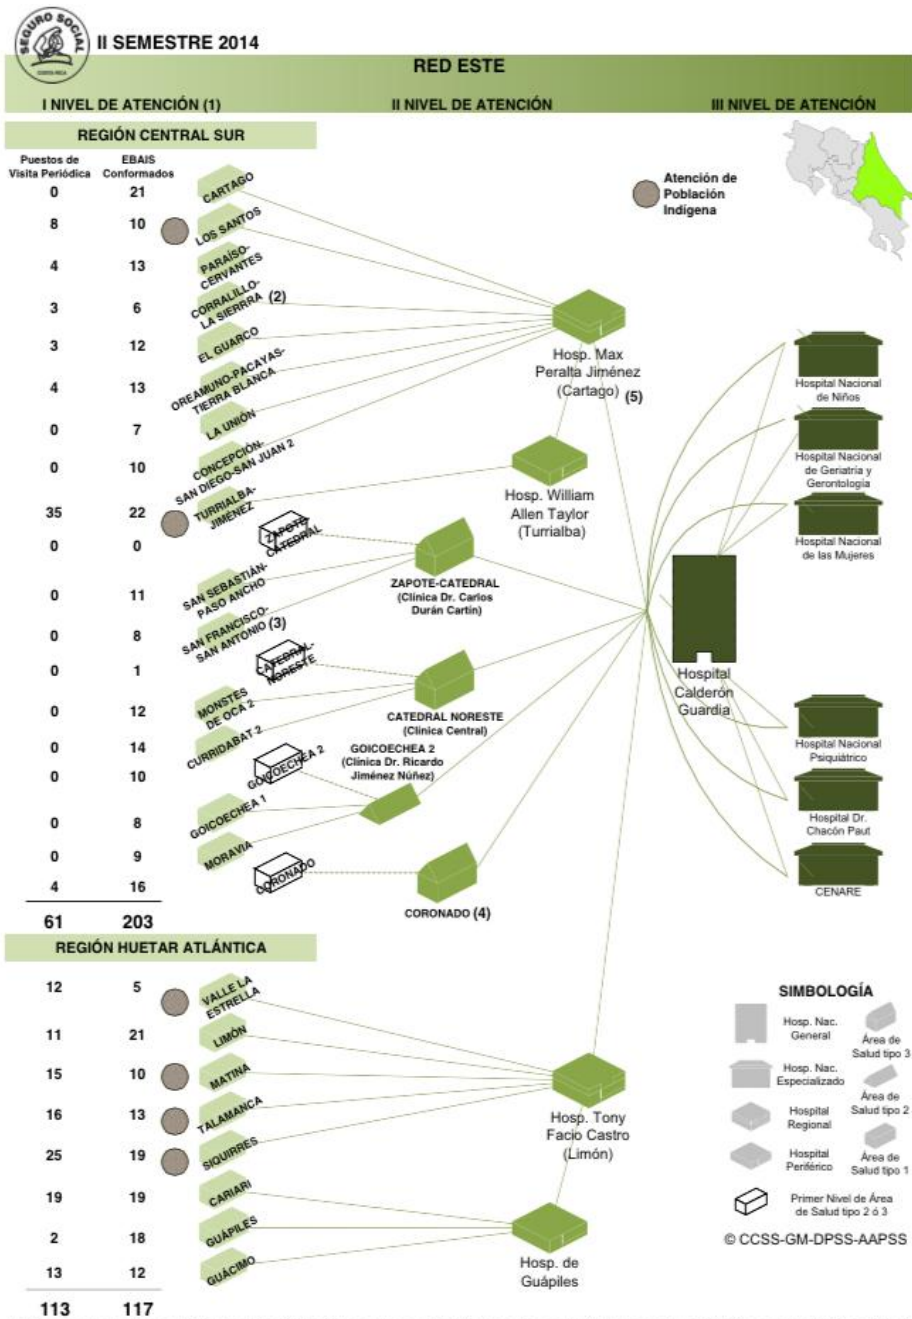 SEGURO SOCIAL
COSTA RICA
II SEMESTRE 2014
RED ESTE
I NIVEL DE ATENCIÓN (1)
II NIVEL DE ATENCIÓN
III NIVEL DE ATENCIÓN
REGIÓN CENTRAL SUR
Puestos de
Visita Periódica
EBAIS
Conformados
0 21 CARTAGO
8 10 LOS SANTOS
4 13 PARAÍSO-
CERVANTES
3 6 CORRALILLO-
LA SIERRRA (2)
3 12 EL GUARCO
4 13 OREAMUNO-PACAYAS-
TIERRA BLANCA
0 7 LA UNIÓN
0 10 CONCEPCIÓN-
SAN DIEGO-SAN JUAN 2
35 22 TURRIALBA-
JIMÉNEZ
0 0 ZAPOTE
CATEDRAL
0 11 SAN SEBASTIÁN-
PASO ANCHO
0 8 SAN FRANCISCO-
SAN ANTONIO (3)
0 1 CATEDRAL-
NORESTE
0 12 MONSTES
DE OCA 2
0 14 CURRIDABAT 2
0 10 GOICOECHEA 2
0 8 GOICOECHEA 1
0 9 MORAVIA
4 16 CORONADO
61 203
Atención de
Población
Indígena
Hosp. Max
Peralta Jiménez
(Cartago) (5)
Hosp. William
Allen Taylor
(Turrialba)
ZAPOTE-CATEDRAL
(Clínica Dr. Carlos
Durán Cartín)
CATEDRAL NORESTE
(Clínica Central)
GOICOECHEA 2
(Clínica Dr. Ricardo
Jiménez Núñez)
CORONADO (4)
Hospital Nacional
de Niños
Hospital Nacional
de Geriatría y
Gerontología
Hospital Nacional
de las Mujeres
Hospital
Calderón
Guardia
Hospital Nacional
Psiquiátrico
Hospital Dr.
Chacón Paut
CENARE
REGIÓN HUETAR ATLÁNTICA
12 5 VALLE LA
ESTRELLA
11 21 LIMÓN
15 10 MATINA
16 13 TALAMANCA
25 19 SIQUIRRES
19 19 CARIARI
2 18 GUÁPILES
13 12 GUÁCIMO
113 117
Hosp. Tony
Facio Castro
(Limón)
Hosp. de
Guápiles
SIMBOLOGÍA
Hosp. Nac.
General
Área de
Salud tipo 3
Hosp. Nac.
Especializado
Área de
Salud tipo 2
Hospital
Regional
Hospital
Periférico
Área de
Salud tipo 1
Primer Nivel de Área
de Salud tipo 2 ó 3
© CCSS-GM-DPSS-AAPSS